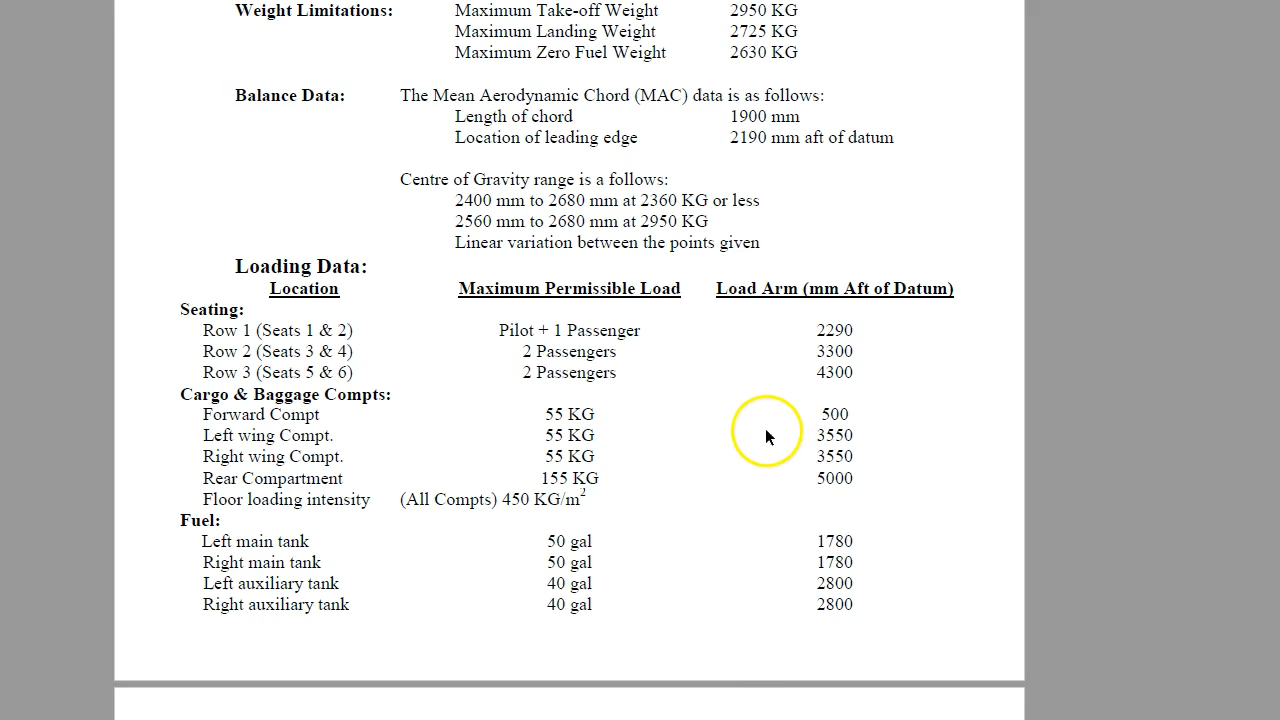 Weight Limitations: Maximum Take-off Weight 2950 KG
Maximum Landing Weight 2725 KG
Maximum Zero Fuel Weight 2630 KG
Balance Data: The Mean Aerodynamic Chord (MAC) data is as follows:
Length of chord 1900 mm
Location of leading edge 2190 mm aft of datum
Centre of Gravity range is a follows:
2400 mm to 2680 mm at 2360 KG or less
2560 mm to 2680 mm at 2950 KG
Linear variation between the points given
Loading Data:
Location Maximum Permissible Load Load Arm (mm Aft of Datum)
Seating:
Row 1 (Seats 1 & 2) Pilot + 1 Passenger 2290
Row 2 (Seats 3 & 4) 2 Passengers 3300
Row 3 (Seats 5 & 6) 2 Passengers 4300
Cargo & Baggage Compts:
Forward Compt 55 KG 500
Left wing Compt. 55 KG 3550
Right wing Compt. 55 KG 3550
Rear Compartment 155 KG 5000
Floor loading intensity (All Compts) 450 KG/m²
Fuel:
Left main tank 50 gal 1780
Right main tank 50 gal 1780
Left auxiliary tank 40 gal 2800
Right auxiliary tank 40 gal 2800